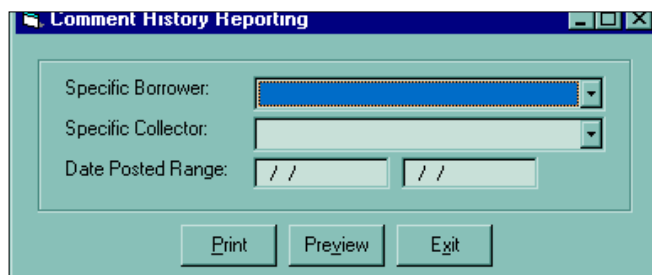 Comment History Reporting
Specific Borrower:
Specific Collector:
Date Posted Range: / / / /
Print Preview Exit